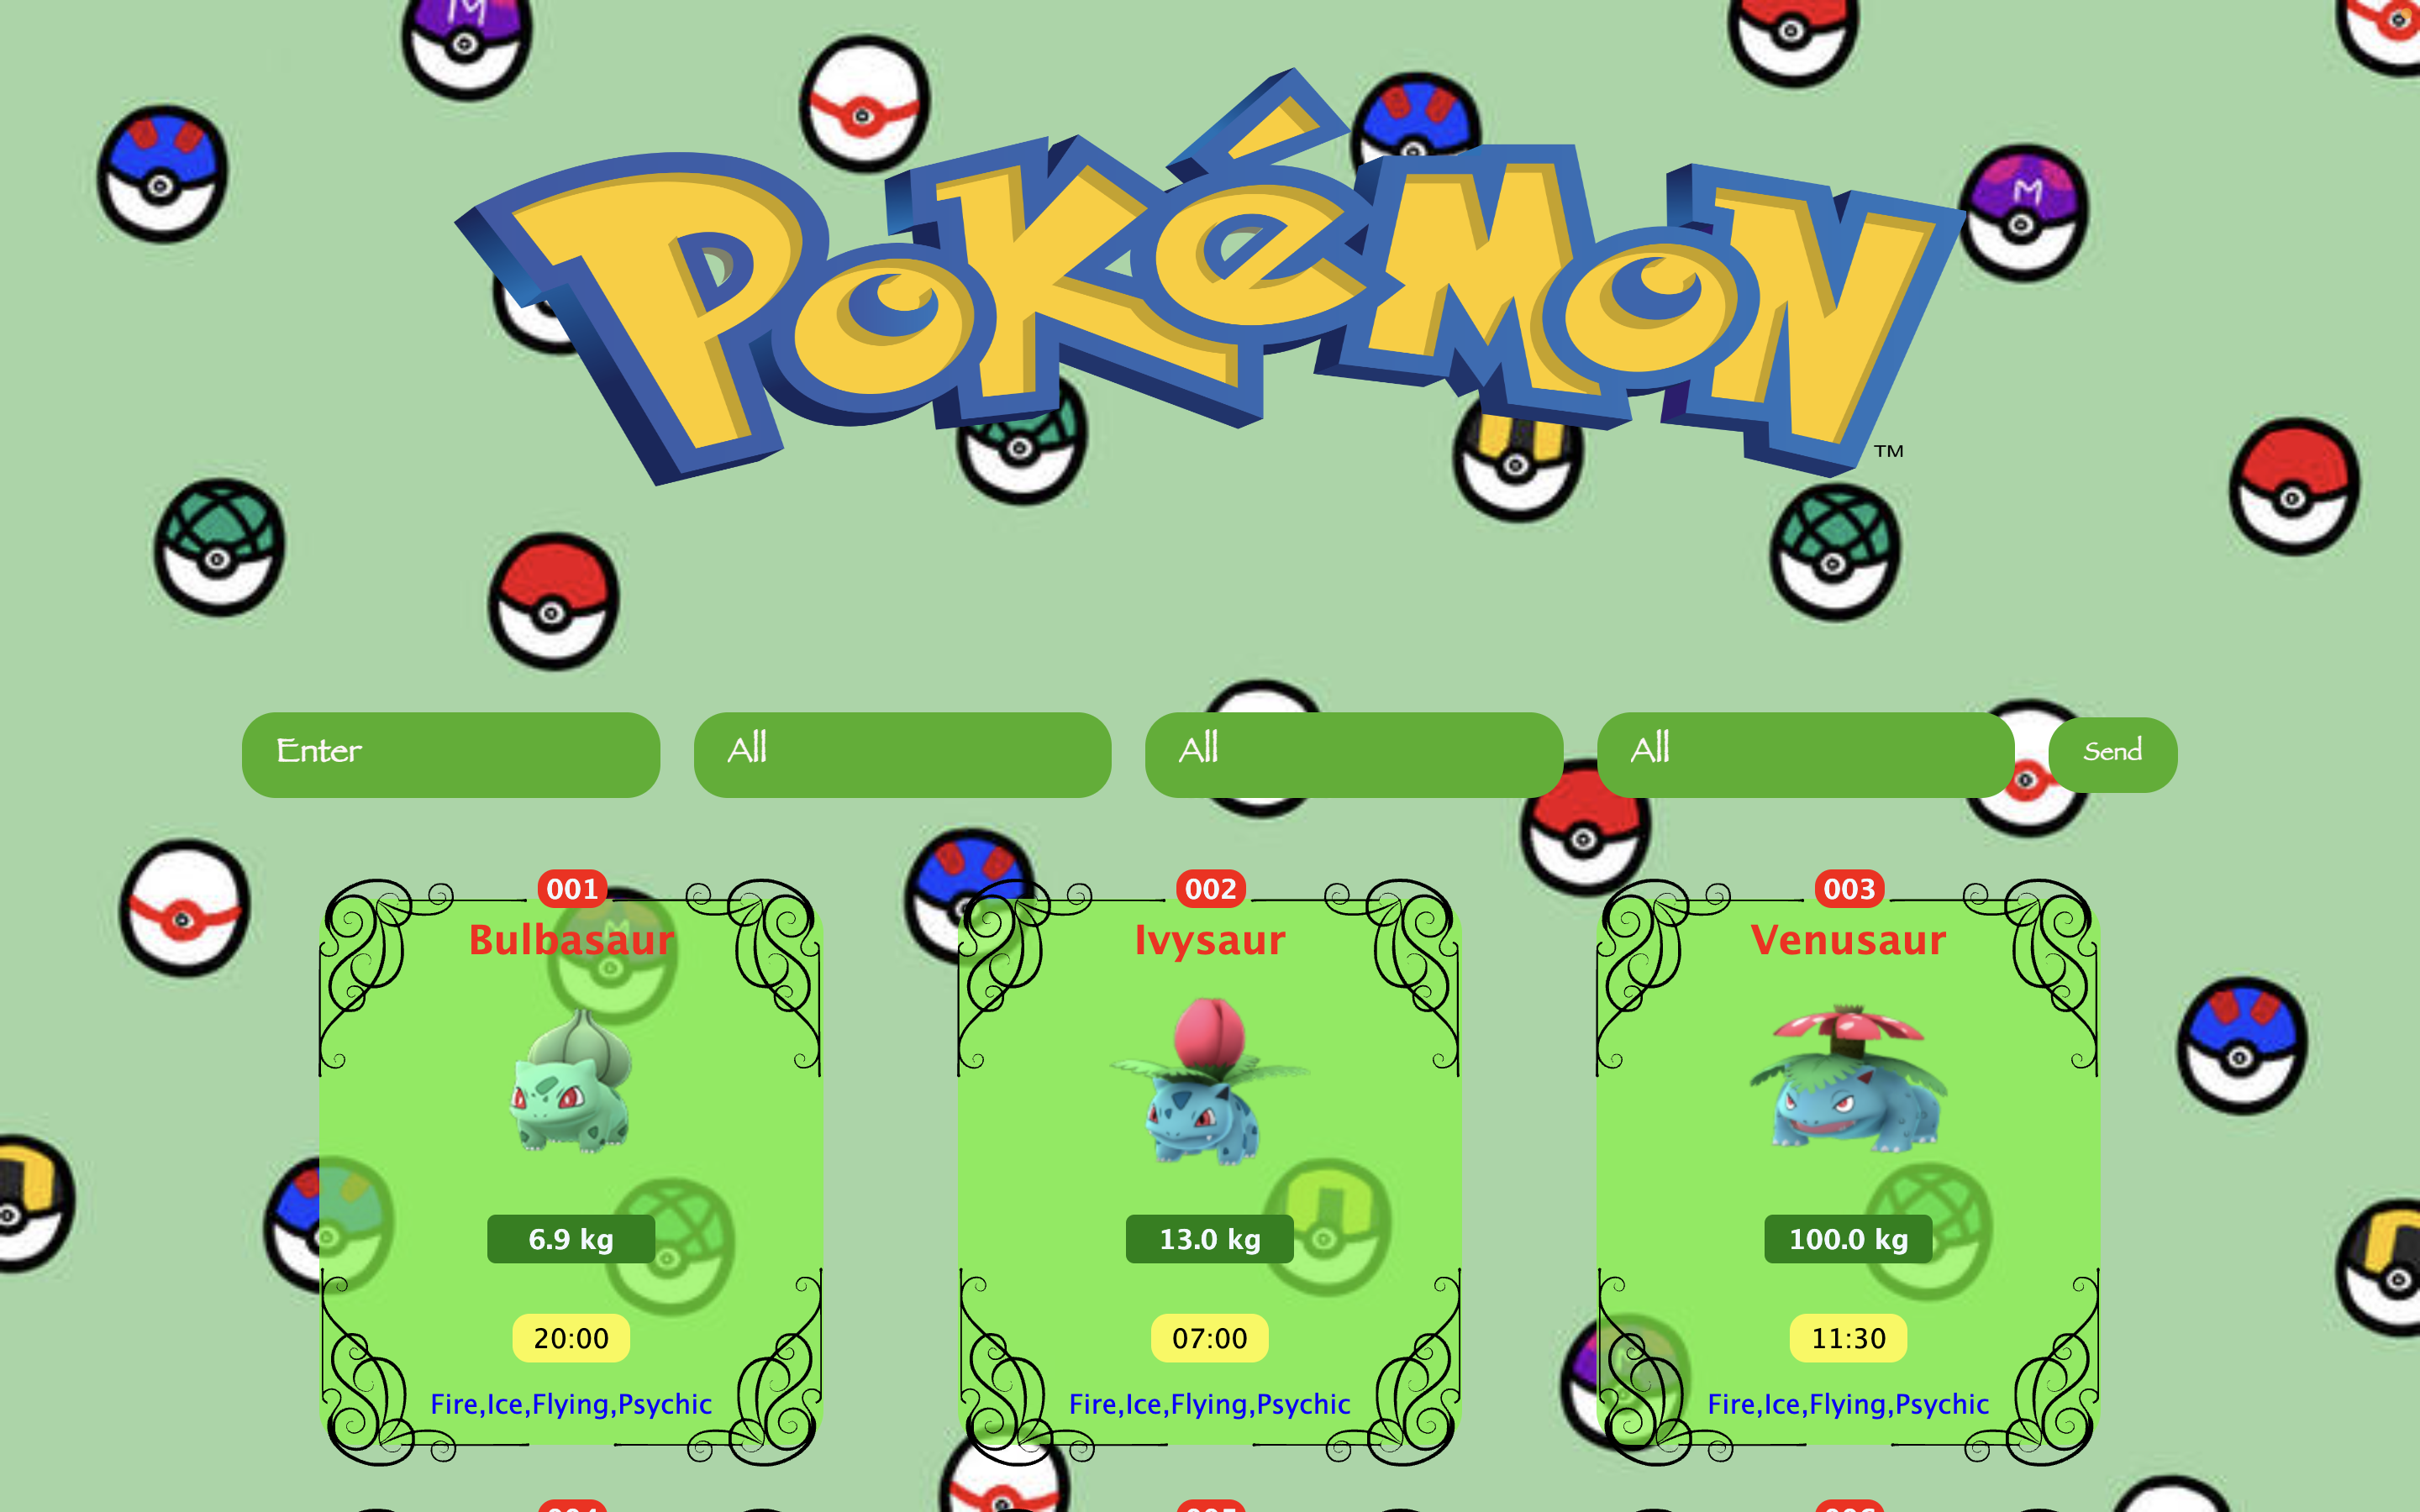 M
POKéMON
TM
M
Enter
All
All
All
Send
001
002
003
Bulbasaur
Ivysaur
Venusaur
6.9 kg
13.0 kg
100.0 kg
20:00
07:00
11:30
Fire,Ice,Flying,Psychic
Fire,Ice,Flying,Psychic
Fire,Ice,Flying,Psychic